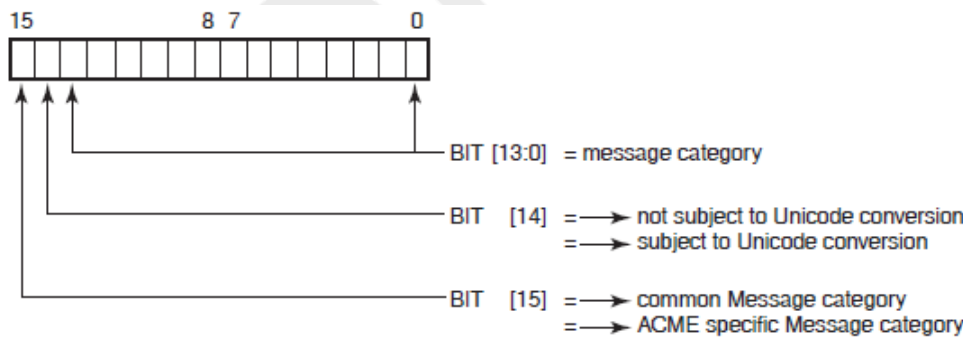 15 8 7 0
BIT [13:0] = message category
BIT [14] = not subject to Unicode conversion
= subject to Unicode conversion
BIT [15] = common Message category
= ACME specific Message category